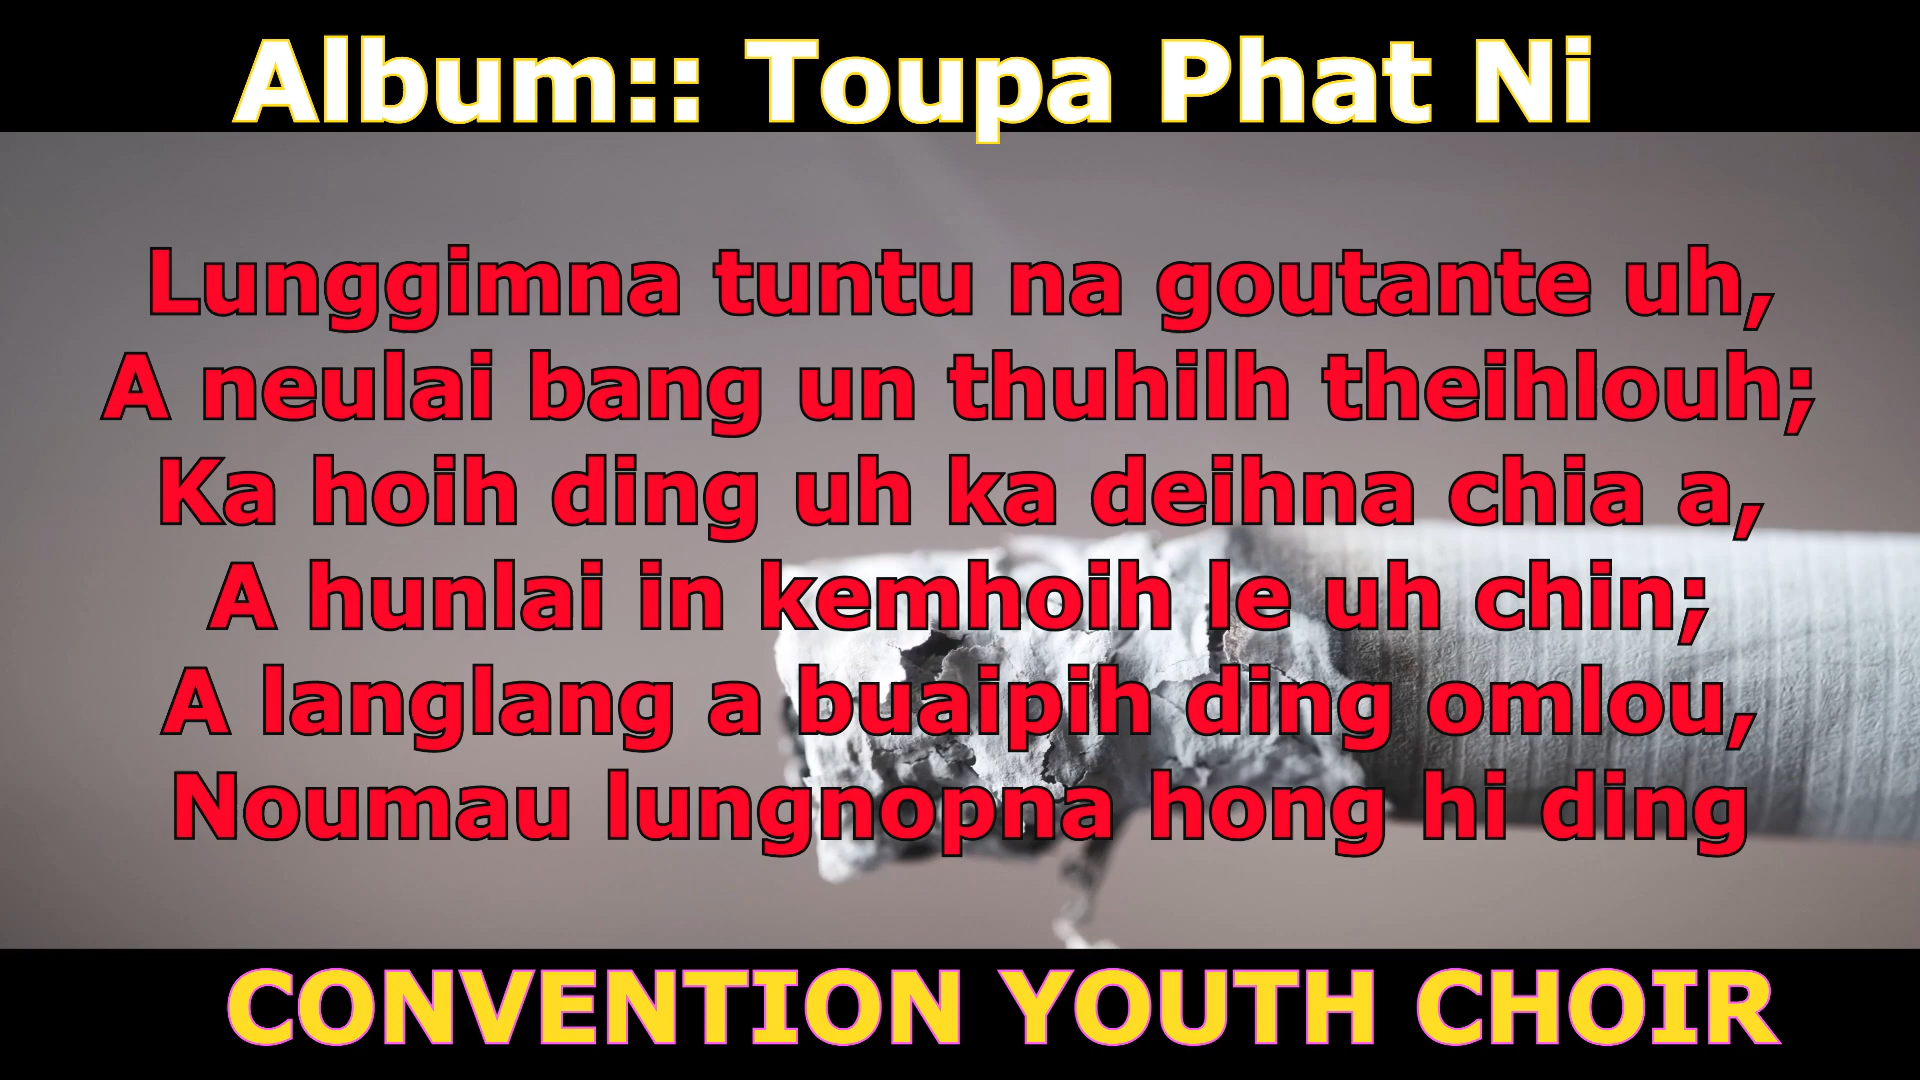 Album:: Toupa Phat Ni
Lunggimna tuntu na goutante uh,
A neulai bang un thuhilh theihlouh;
Ka hoih ding uh ka deihna chia a,
A hunlai in kemhoih le uh chin;
A langlang a buaipih ding omlou,
Noumau lungnopna hong hi ding
CONVENTION YOUTH CHOIR